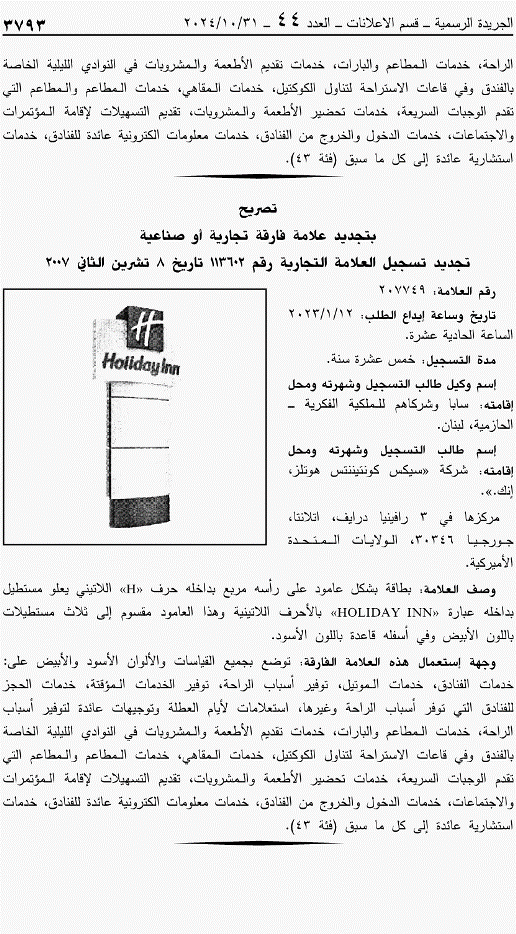 الجريدة الرسمية ـ قسم الاعلانات ـ العدد ٤٤ ـ ٢٠٢٤/١٠/٣١
٣٧٩٣
الراحة، خدمات المطاعم والبارات، خدمات تقديم الأطعمة والمشروبات في النوادي الليلية الخاصة
بالفندق وفي قاعات الاستراحة لتناول الكوكتيل، خدمات المقاهي، خدمات المطاعم والمطاعم التي
تقدم الوجبات السريعة، خدمات تحضير الأطعمة والمشروبات، تقديم التسهيلات لإقامة المؤتمرات
والاجتماعات، خدمات الدخول والخروج من الفنادق، خدمات معلومات الكترونية عائدة للفنادق، خدمات
استشارية عائدة إلى كل ما سبق (فئة ٤٣).
تصريح
بتجديد علامة فارقة تجارية أو صناعية
تجديد تسجيل العلامة التجارية رقم ١١٣٦٠٢ تاريخ ٨ تشرين الثاني ٢٠٠٧
رقم العلامة: ٢٠٧٧٤٩
تاريخ وساعة إيداع الطلب: ٢٠٢٣/١/١٢
الساعة الحادية عشرة.
مدة التسجيل: خمس عشرة سنة.
إسم وكيل طالب التسجيل وشهرته ومحل
إقامته: سابا وشركاهم للملكية الفكرية ـ
الحازمية، لبنان.
إسم طالب التسجيل وشهرته ومحل
إقامته: شركة «سيكس كونتيننتس هوتلز،
إنك.».
مركزها في ٣ رافينيا درايف، اتلانتا،
جورجيا ٣٠٣٤٦، الولايات المتحدة
الأميركية.
H
Holiday Inn
وصف العلامة: بطاقة بشكل عامود على رأسه مربع بداخله حرف «H» اللاتيني يعلو مستطيل
بداخله عبارة «HOLIDAY INN» بالأحرف اللاتينية وهذا العامود مقسوم إلى ثلاث مستطيلات
باللون الأبيض وفي أسفله قاعدة باللون الأسود.
وجهة إستعمال هذه العلامة الفارقة: توضع بجميع القياسات والألوان الأسود والأبيض على:
خدمات الفنادق، خدمات الموتيل، توفير أسباب الراحة، توفير الخدمات المؤقتة، خدمات الحجز
للفنادق التي توفر أسباب الراحة وغيرها، استعلامات لأيام العطلة وتوجيهات عائدة لتوفير أسباب
الراحة، خدمات المطاعم والبارات، خدمات تقديم الأطعمة والمشروبات في النوادي الليلية الخاصة
بالفندق وفي قاعات الاستراحة لتناول الكوكتيل، خدمات المقاهي، خدمات المطاعم والمطاعم التي
تقدم الوجبات السريعة، خدمات تحضير الأطعمة والمشروبات، تقديم التسهيلات لإقامة المؤتمرات
والاجتماعات، خدمات الدخول والخروج من الفنادق، خدمات معلومات الكترونية عائدة للفنادق، خدمات
استشارية عائدة إلى كل ما سبق (فئة ٤٣).